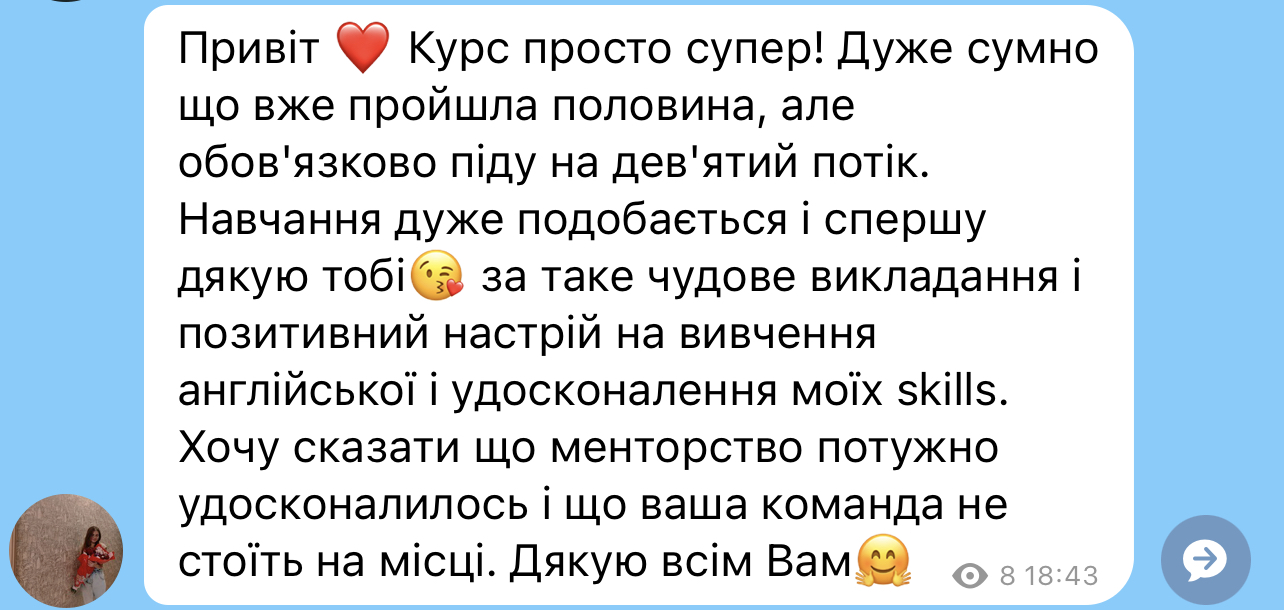 Привіт ❤️ Курс просто супер! Дуже сумно
що вже пройшла половина, але
обов'язково піду на дев'ятий потік.
Навчання дуже подобається і спершу
дякую тобі😘 за таке чудове викладання і
позитивний настрій на вивчення
англійської і удосконалення моїх skills.
Хочу сказати що менторство потужно
удосконалилось і що ваша команда не
стоїть на місці. Дякую всім Вам🤗
8 18:43